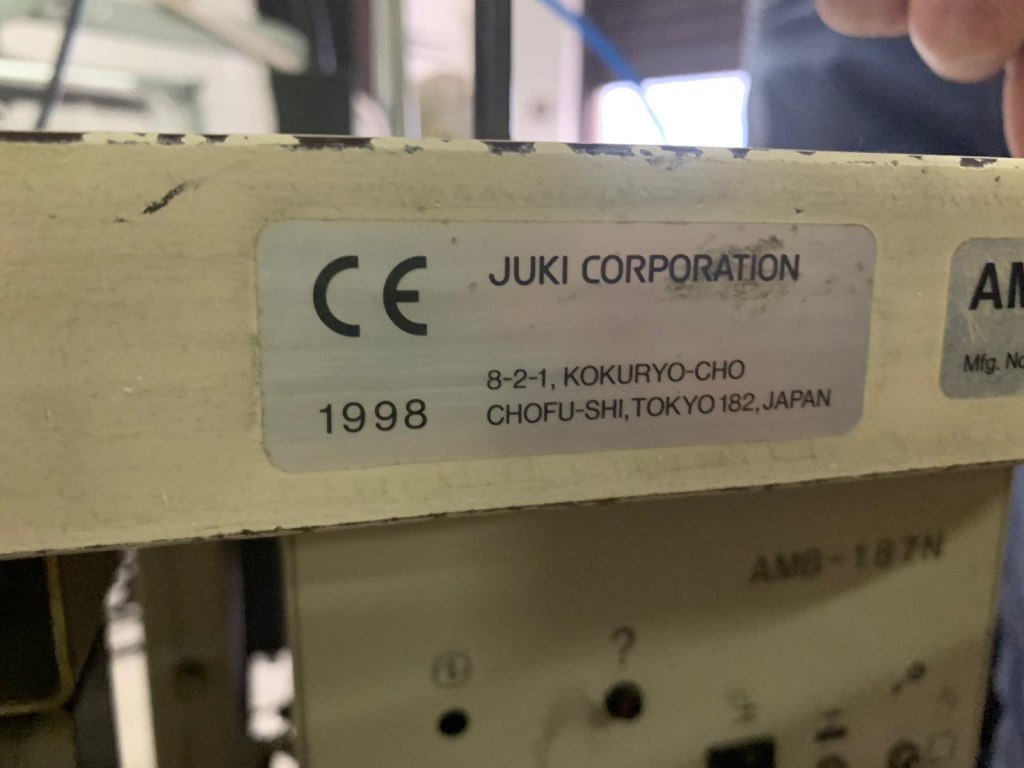 CE
JUKI CORPORATION
8-2-1, KOKURYO-CHO
1998
CHOFU-SHI, TOKYO 182, JAPAN
AM
Mfg. No
AMB-187N
?